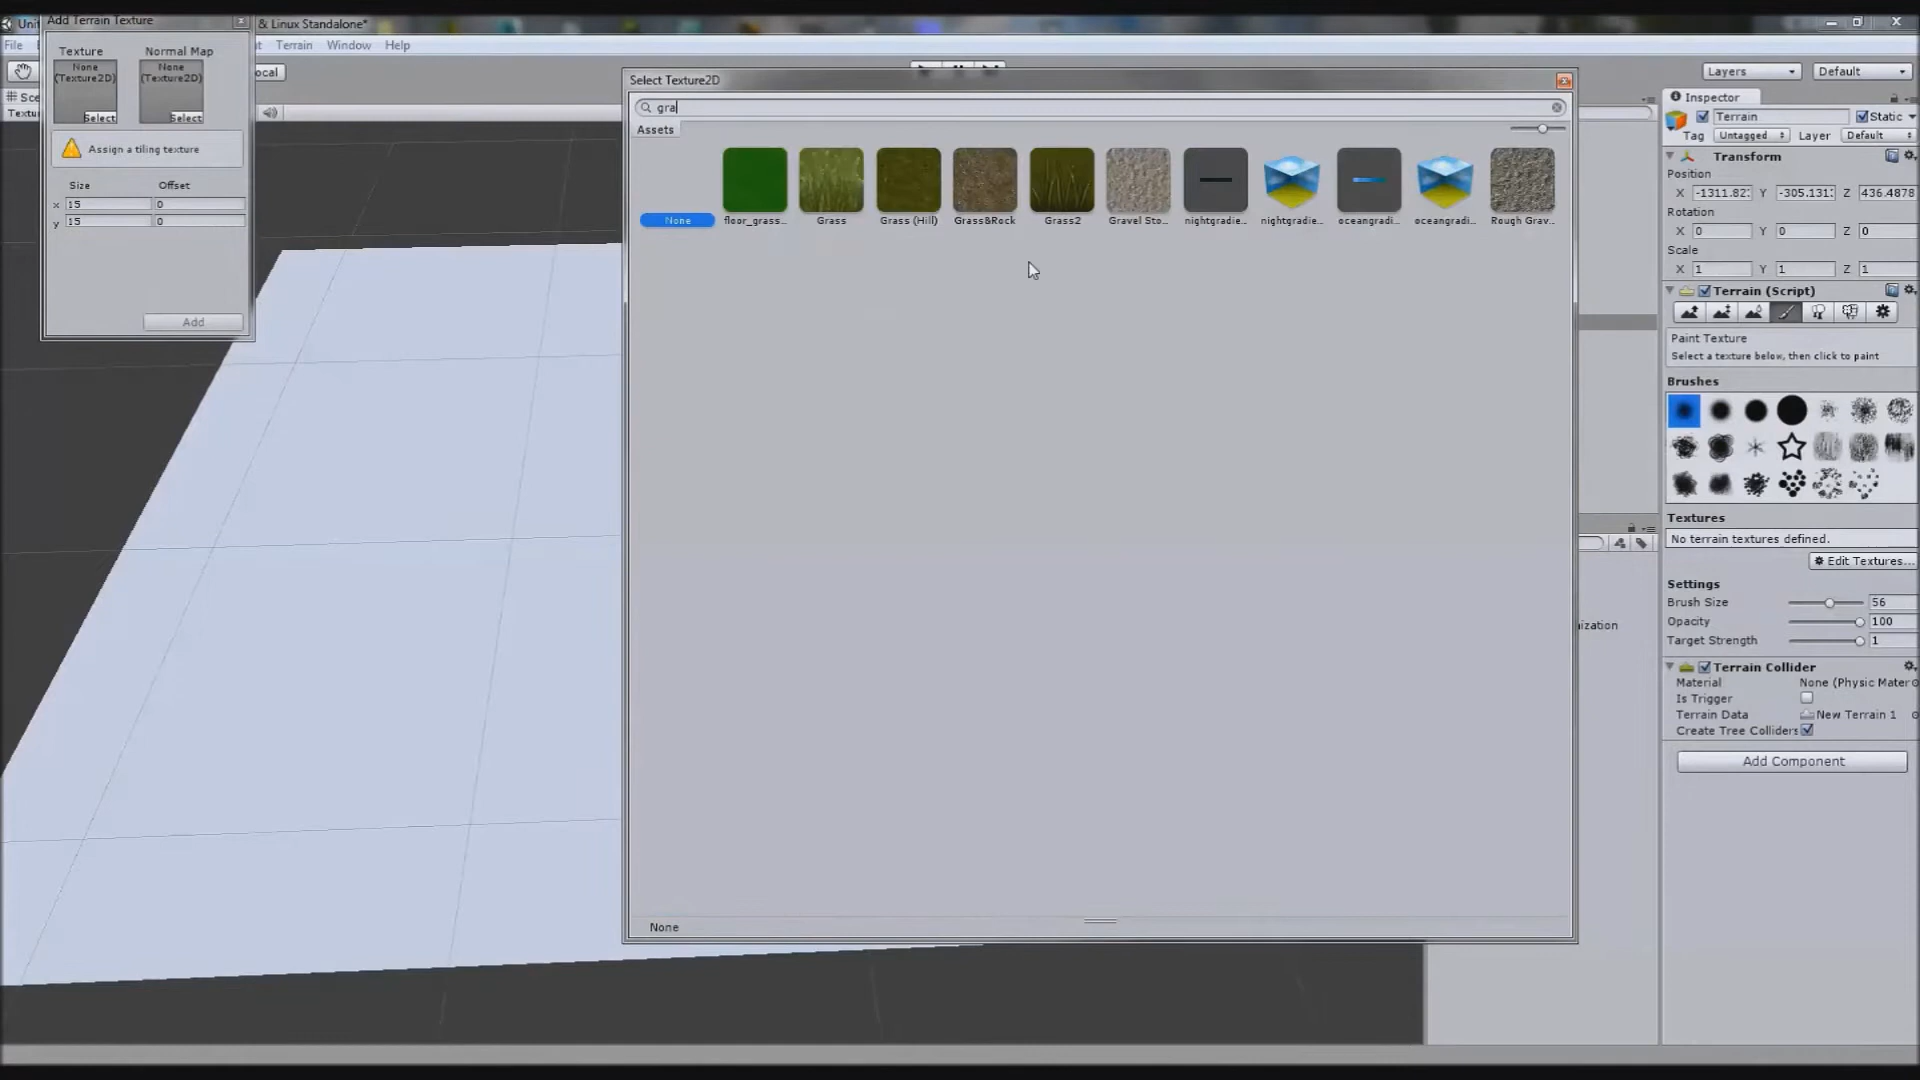 Add Terrain Texture
& Linux Standalone*
File
Terrain
Window
Help
Texture
Normal Map
None
(Texture2D)
Select
None
(Texture2D)
Select
Assign a tiling texture
Size
Offset
x 15
0
y 15
0
Add
Select Texture2D
gra
Assets
None
floor_grass...
Grass
Grass (Hill)
Grass&Rock
Grass2
Gravel Sto...
nightgradie...
nightgradie...
oceangradi...
oceangradi...
Rough Grav...
None
Layers
Default
Inspector
Terrain
Static
Tag
Untagged
Layer
Default
Transform
Position
X -1311.82
Y -305.131
Z 436.4878
Rotation
X 0
Y 0
Z 0
Scale
X 1
Y 1
Z 1
Terrain (Script)
Paint Texture
Select a texture below, then click to paint
Brushes
Textures
No terrain textures defined.
Edit Textures...
Settings
Brush Size
56
Opacity
100
Target Strength
1
Terrain Collider
Material
None (Physic Mater
Is Trigger
Terrain Data
New Terrain 1
Create Tree Colliders
Add Component